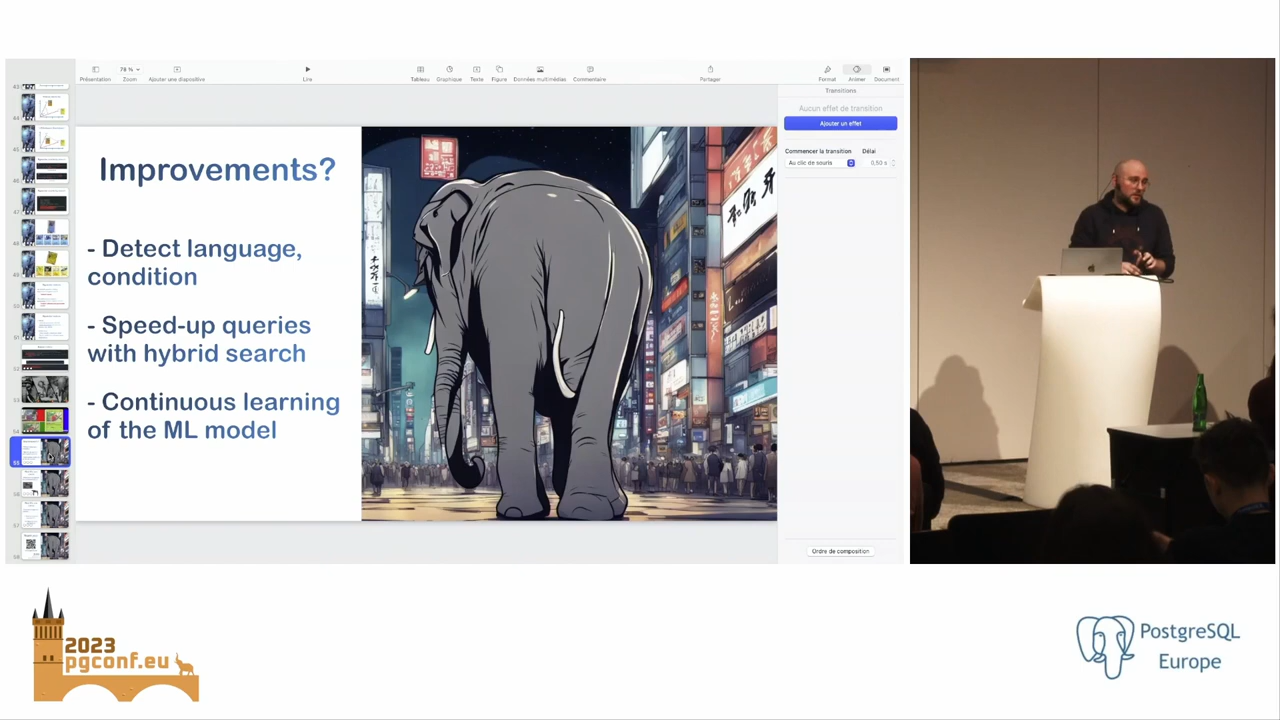 Présentation
78 %
Zoom
Ajouter une diapositive
Lire
Tableau
Graphique
Texte
Figure
Données multimédias
Commentaire
Partager
Format
Animer
Document
Transitions
Aucun effet de transition
Ajouter un effet
Commencer la transition
Délai
Au clic de souris
0,50 s
Ordre de composition
Improvements?
- Detect language,
condition
- Speed-up queries
with hybrid search
- Continuous learning
of the ML model
2023
pgconf.eu
PostgreSQL
Europe